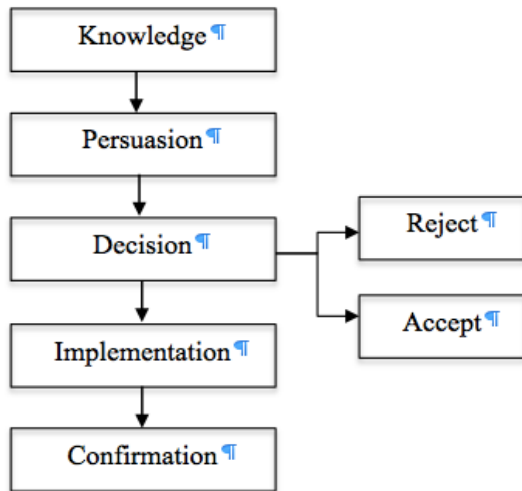 Knowledge¶
Persuasion¶
Decision¶
Reject¶
Accept¶
Implementation¶
Confirmation¶